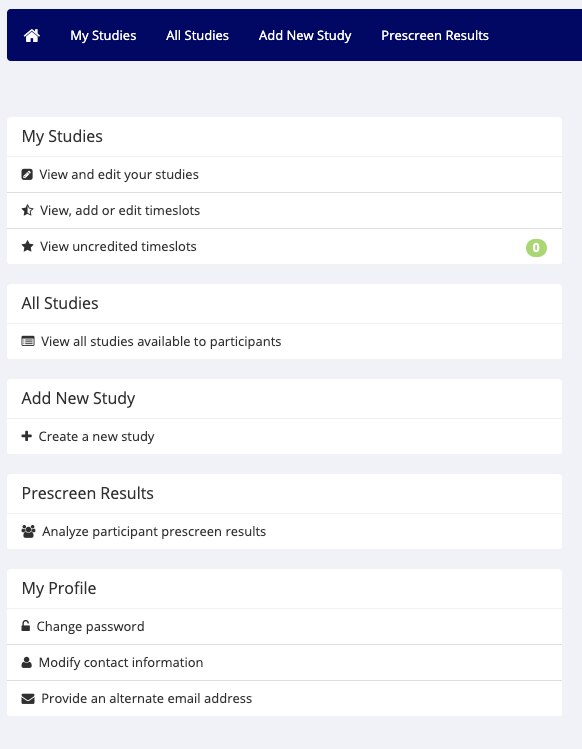 My Studies All Studies Add New Study Prescreen Results
My Studies
View and edit your studies
View, add or edit timeslots
View uncredited timeslots 0
All Studies
View all studies available to participants
Add New Study
Create a new study
Prescreen Results
Analyze participant prescreen results
My Profile
Change password
Modify contact information
Provide an alternate email address